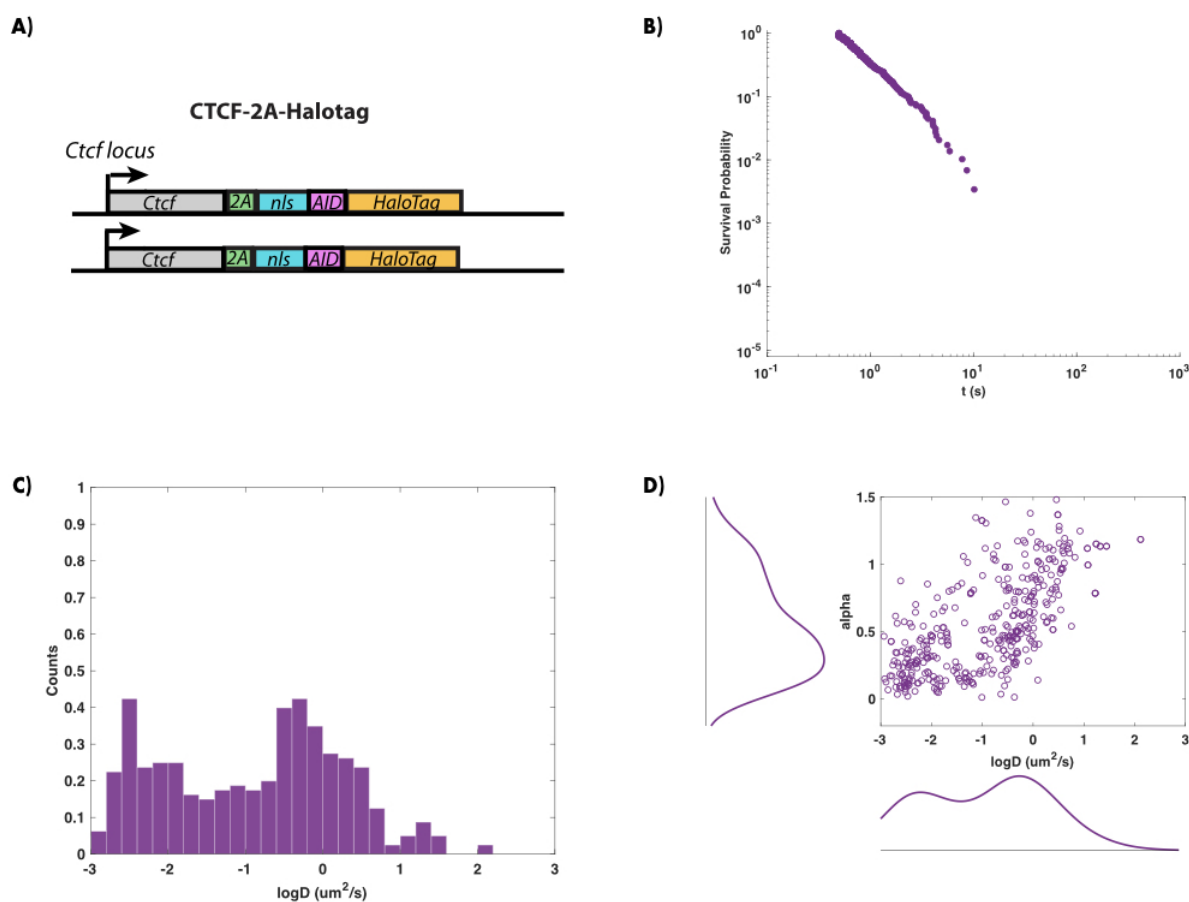 A)
CTCF-2A-Halotag
Ctcf locus
Ctcf 2A nls AID HaloTag
Ctcf 2A nls AID HaloTag
B)
10^0
10^-1
10^-2
10^-3
10^-4
10^-5
Survival Probability
10^-1 10^0 10^1 10^2 10^3
t (s)
C)
1
0.9
0.8
0.7
0.6
0.5
0.4
0.3
0.2
0.1
0
Counts
-3 -2 -1 0 1 2 3
logD (um^2/s)
D)
1.5
1
0.5
0
alpha
-3 -2 -1 0 1 2 3
logD (um^2/s)